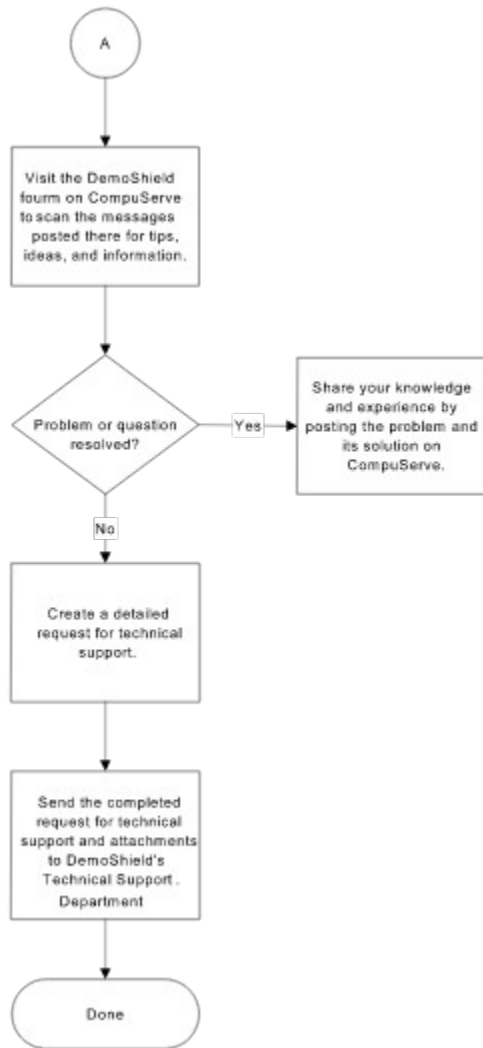 A
Visit the DemoShield
fourm on CompuServe
to scan the messages
posted there for tips,
ideas, and information.
Problem or question
resolved?
Yes
Share your knowledge
and experience by
posting the problem and
its solution on
CompuServe.
No
Create a detailed
request for technical
support.
Send the completed
request for technical
support and attachments
to DemoShield's
Technical Support.
Department
Done